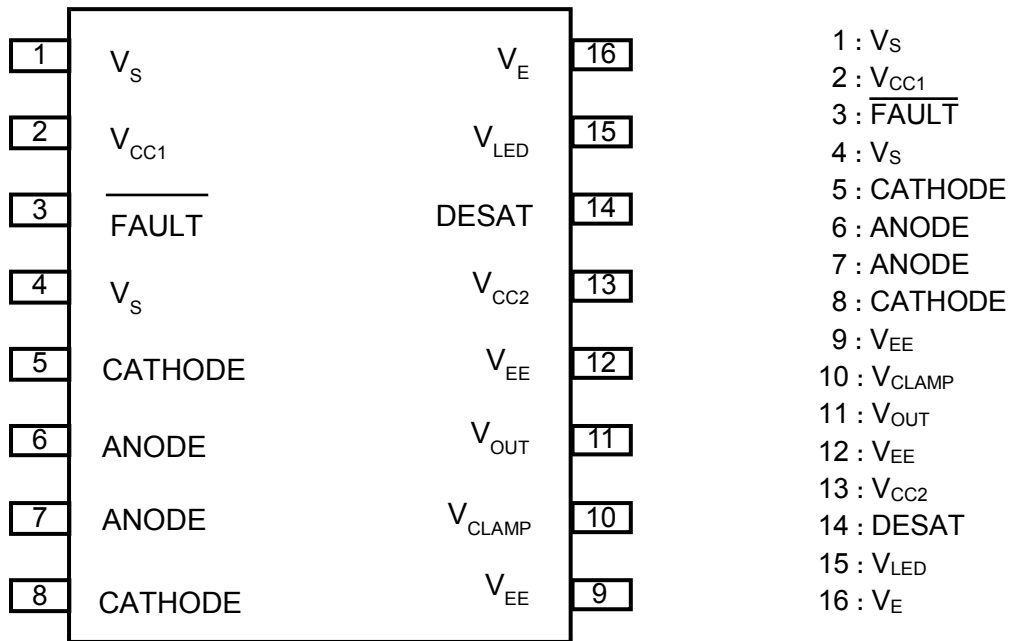 1 V_S V_E 16
2 V_CC1 V_LED 15
3 FAULT DESAT 14
4 V_S V_CC2 13
5 CATHODE V_EE 12
6 ANODE V_OUT 11
7 ANODE V_CLAMP 10
8 CATHODE V_EE 9
1 : V_S
2 : V_CC1
3 : FAULT
4 : V_S
5 : CATHODE
6 : ANODE
7 : ANODE
8 : CATHODE
9 : V_EE
10 : V_CLAMP
11 : V_OUT
12 : V_EE
13 : V_CC2
14 : DESAT
15 : V_LED
16 : V_E